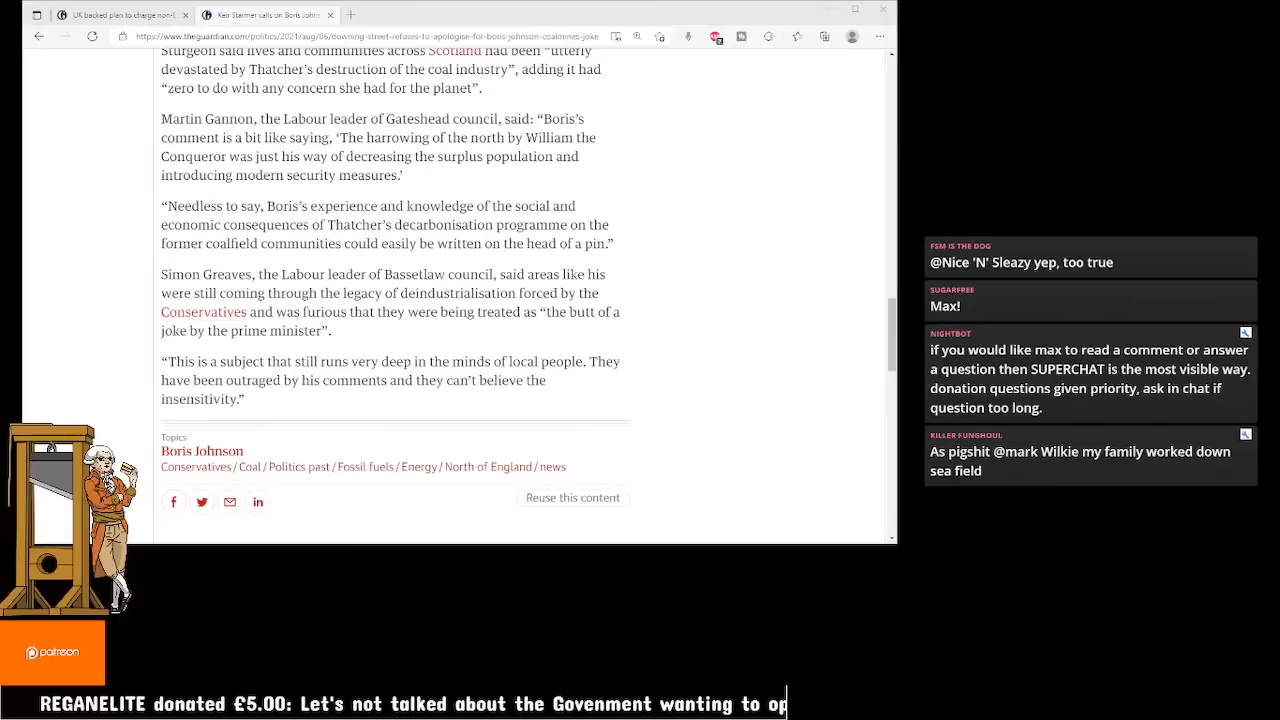 UK backed plan to charge non-
Keir Starmer calls on Boris John
https://www.theguardian.com/politics/2021/aug/06/downing-street-refuses-to-apologise-for-boris-johnson-coalmines-joke
Sturgeon said lives and communities across Scotland had been “utterly
devastated by Thatcher’s destruction of the coal industry”, adding it had
“zero to do with any concern she had for the planet”.
Martin Gannon, the Labour leader of Gateshead council, said: “Boris’s
comment is a bit like saying, ‘The harrowing of the north by William the
Conqueror was just his way of decreasing the surplus population and
introducing modern security measures.’
“Needless to say, Boris’s experience and knowledge of the social and
economic consequences of Thatcher’s decarbonisation programme on the
former coalfield communities could easily be written on the head of a pin.”
Simon Greaves, the Labour leader of Bassetlaw council, said areas like his
were still coming through the legacy of deindustrialisation forced by the
Conservatives and was furious that they were being treated as “the butt of a
joke by the prime minister”.
“This is a subject that still runs very deep in the minds of local people. They
have been outraged by his comments and they can’t believe the
insensitivity.”
Topics
Boris Johnson
Conservatives / Coal / Politics past / Fossil fuels / Energy / North of England / news
Reuse this content
FSM IS THE DOG
@Nice 'N' Sleazy yep, too true
SUGARFREE
Max!
NIGHTBOT
if you would like max to read a comment or answer
a question then SUPERCHAT is the most visible way.
donation questions given priority, ask in chat if
question too long.
KILLER FUNGHOUL
As pigshit @mark Wilkie my family worked down
sea field
patreon
REGANELITE donated £5.00: Let's not talked about the Govenment wanting to op